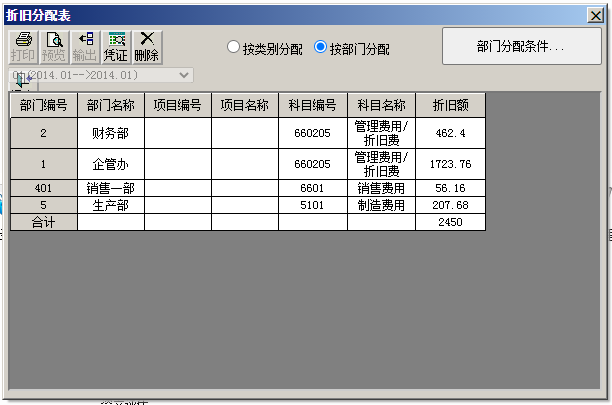 折旧分配表
打印 预览 输出 凭证 删除 按类别分配 按部门分配 部门分配条件...
01(2014.01-->2014.01)
部门编号 部门名称 项目编号 项目名称 科目编号 科目名称 折旧额
2 财务部 660205 管理费用/折旧费 462.4
1 企管办 660205 管理费用/折旧费 1723.76
401 销售一部 6601 销售费用 56.16
5 生产部 5101 制造费用 207.68
合计 2450